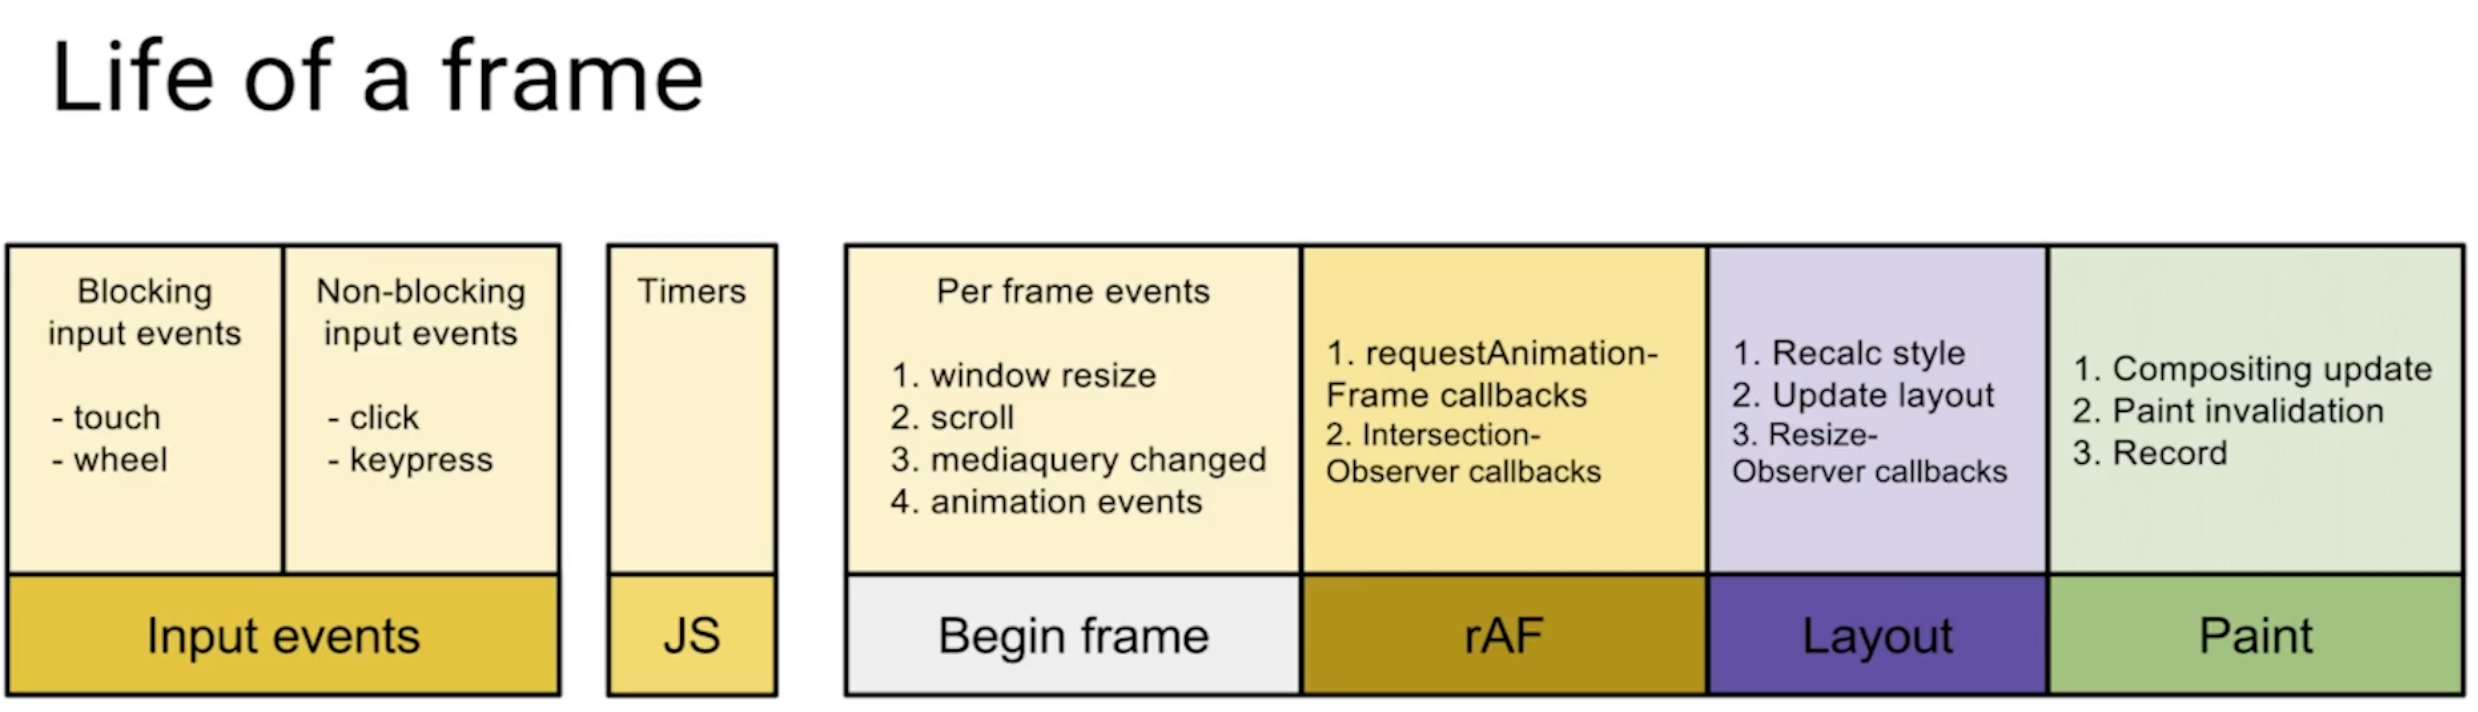 Life of a frame
Blocking
input events
- touch
- wheel
Non-blocking
input events
- click
- keypress
Input events
Timers
JS
Per frame events
1. window resize
2. scroll
3. mediaquery changed
4. animation events
Begin frame
1. requestAnimation-
Frame callbacks
2. Intersection-
Observer callbacks
rAF
1. Recalc style
2. Update layout
3. Resize-
Observer callbacks
Layout
1. Compositing update
2. Paint invalidation
3. Record
Paint